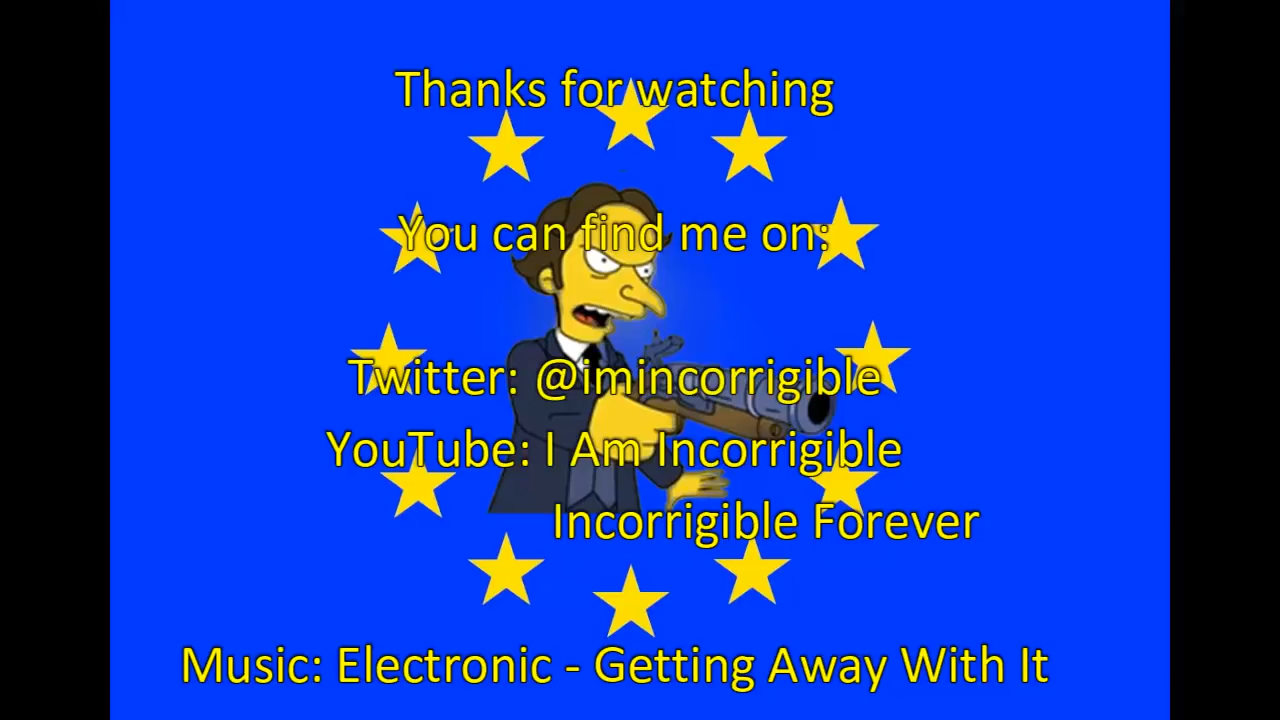 Thanks for watching
You can find me on:
Twitter: @imincorrigible
YouTube: I Am Incorrigible
Incorrigible Forever
Music: Electronic - Getting Away With It